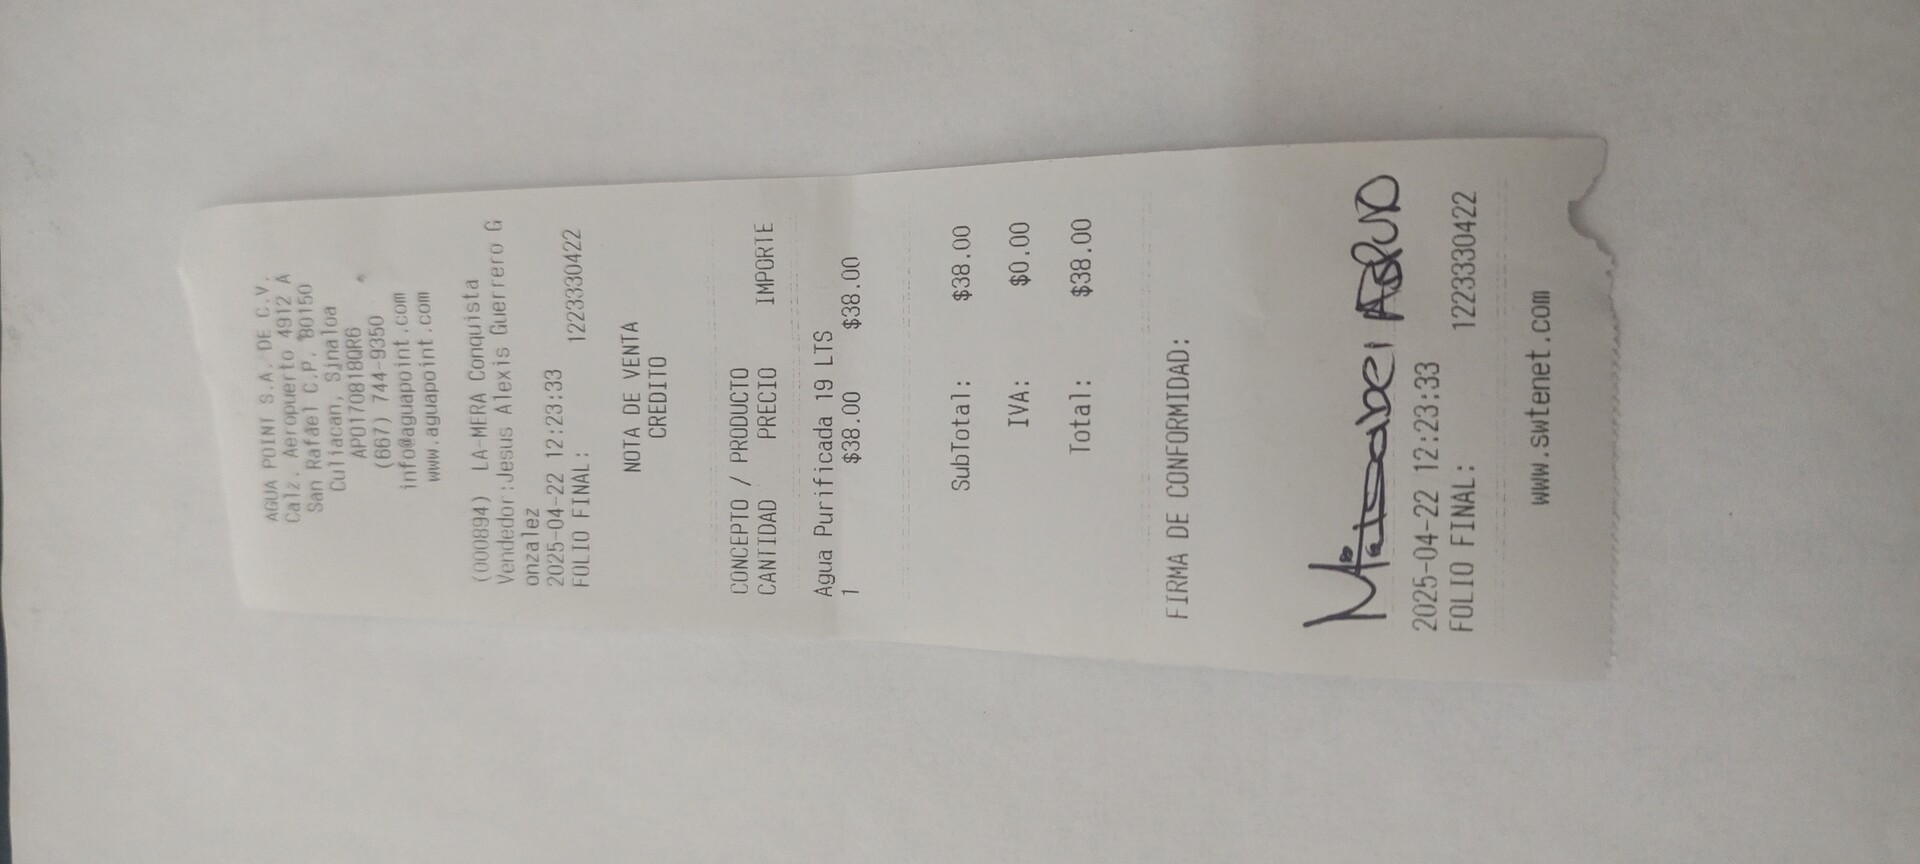 AGUA POINT S.A. DE C.V.
Calz. Aeropuerto 4912 A
San Rafael C.P. 80150
Culiacan, Sinaloa
APO170818QR6
(667) 744-9350
info@aguapoint.com
www.aguapoint.com
(000894) LA-MERA Conquista
Vendedor:Jesus Alexis Guerrero G
onzalez
2025-04-22 12:23:33
FOLIO FINAL: 1223330422
NOTA DE VENTA
CREDITO
CONCEPTO / PRODUCTO
CANTIDAD PRECIO IMPORTE
Agua Purificada 19 LTS
1 $38.00 $38.00
SubTotal: $38.00
IVA: $0.00
Total: $38.00
FIRMA DE CONFORMIDAD:
2025-04-22 12:23:33
FOLIO FINAL: 1223330422
www.swtenet.com